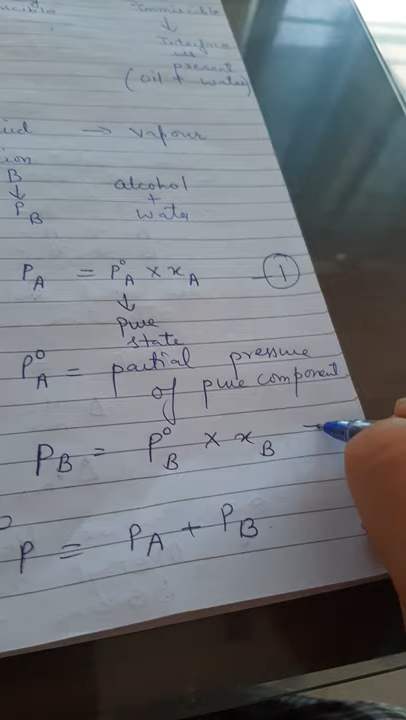 Immiscible
↓
Interface
is
present
(oil + water)
→ vapour
B
↓
PB
alcohol
+
water
PA = P°A × xA — ①
↓
pure
state
P°A = partial pressure
of pure component
PB = P°B × xB —
P = PA + PB